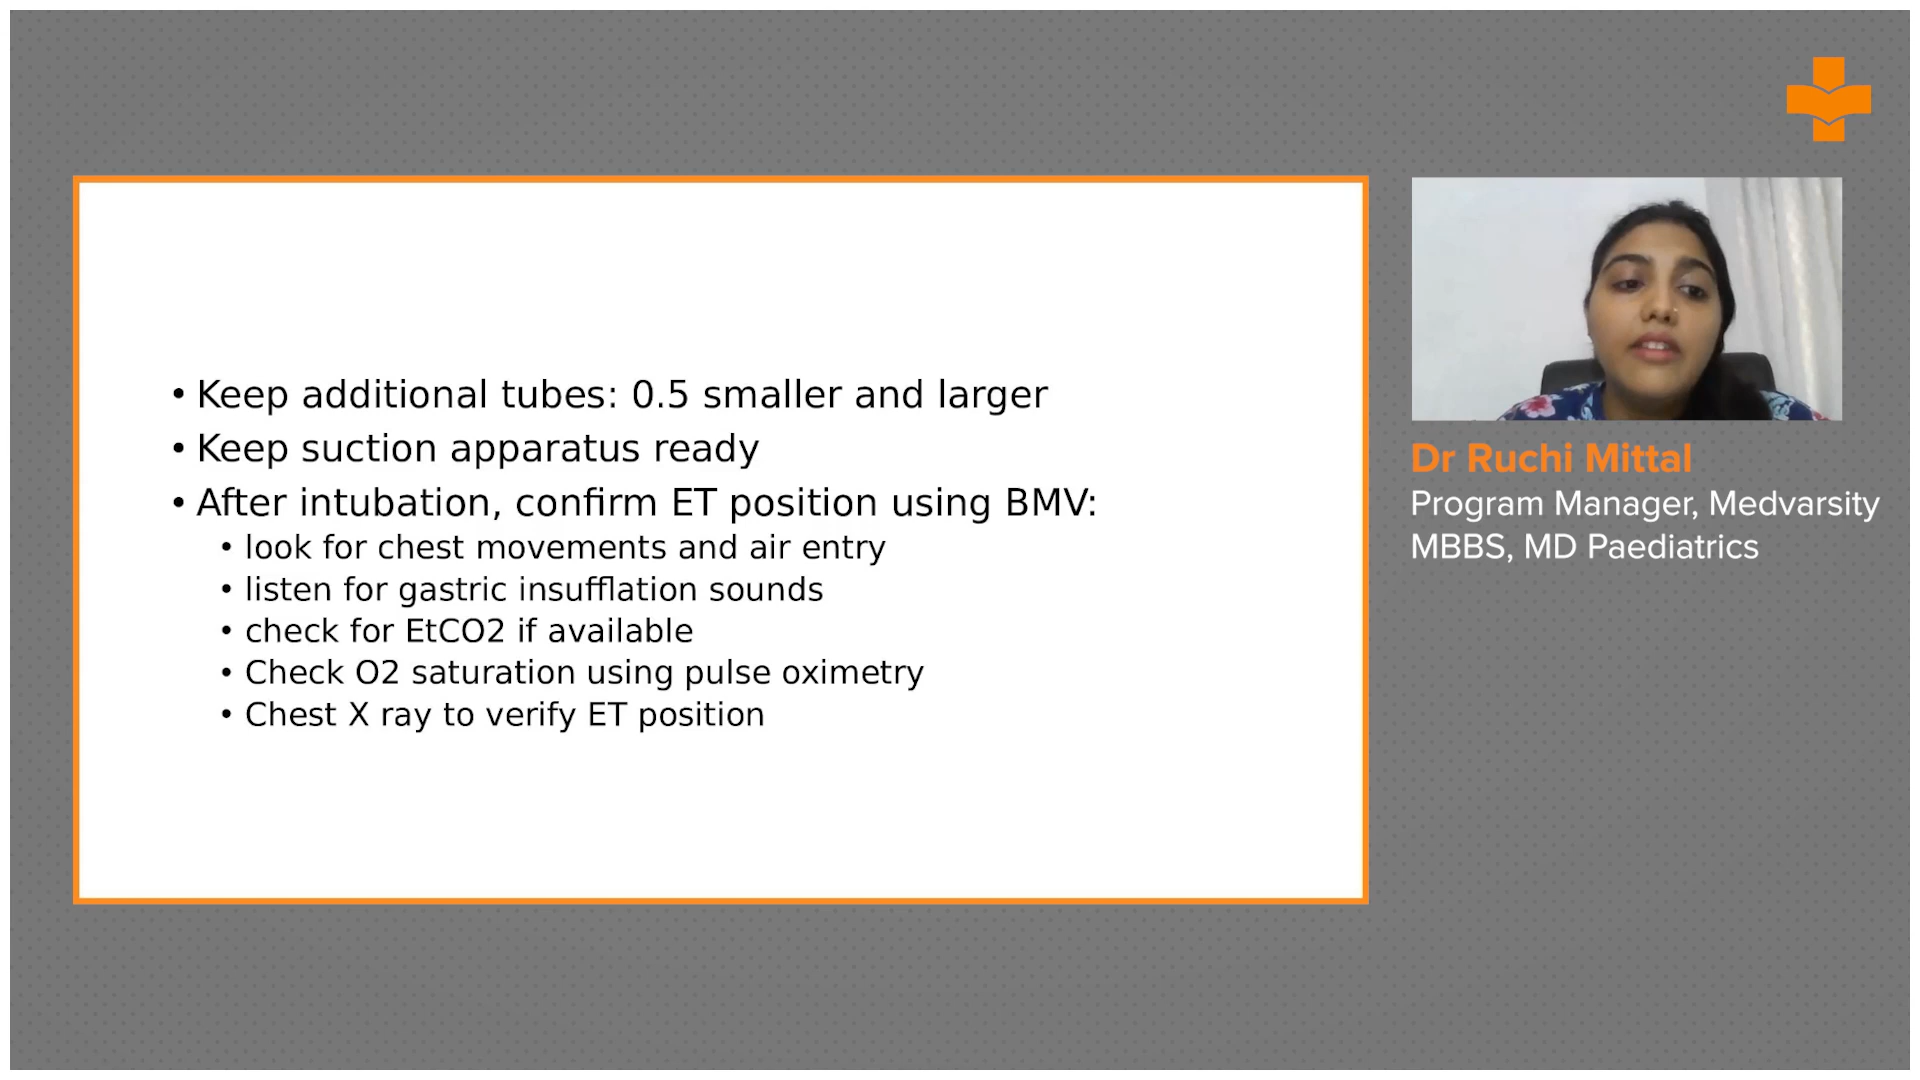 • Keep additional tubes: 0.5 smaller and larger
• Keep suction apparatus ready
• After intubation, confirm ET position using BMV:
• look for chest movements and air entry
• listen for gastric insufflation sounds
• check for EtCO2 if available
• Check O2 saturation using pulse oximetry
• Chest X ray to verify ET position
Dr Ruchi Mittal
Program Manager, Medvarsity
MBBS, MD Paediatrics